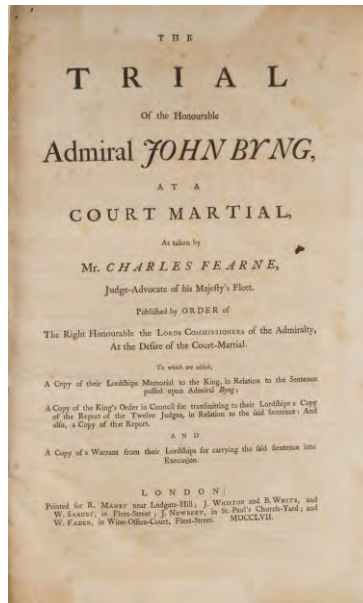 THE
TRIAL
Of the Honourable
Admiral JOHN BYNG,
AT A
COURT MARTIAL,
As taken by
Mr. CHARLES FEARNE,
Judge-Advocate of his Majesty's Fleet.
Published by ORDER of
The Right Honourable the LORDS COMMISSIONERS of the Admiralty,
At the Desire of the Court-Martial.
To which are added,
A Copy of their Lordships Memorial to the King, in Relation to the Sentence
passed upon Admiral Byng;
A Copy of the King's Order in Council for transmitting to their Lordships a Copy
of the Report of the Twelve Judges, in Relation to the said Sentence: And
also, a Copy of that Report.
AND
A Copy of a Warrant from their Lordships for carrying the said Sentence into
Execution.
LONDON:
Printed for R. MANBY near Ludgate-Hill; J. WHISTON and B. WHITE, and
W. SANDBY, in Fleet-Street; J. NEWBERY, in St. Paul's Church-Yard; and
W. FADEN, in Wine-Office-Court, Fleet-Street. MDCCLVII.